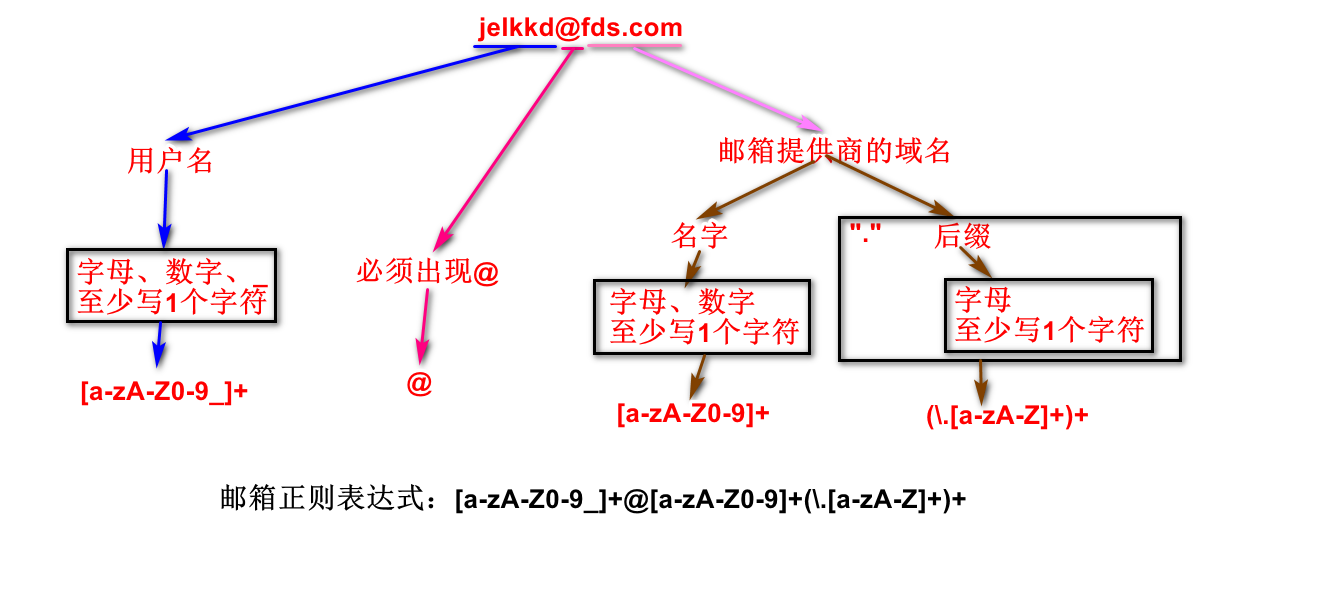 jelkkd@fds.com
用户名
邮箱提供商的域名
名字
"."
后缀
字母、数字、_
至少写1个字符
必须出现@
字母、数字
至少写1个字符
字母
至少写1个字符
[a-zA-Z0-9_]+
@
[a-zA-Z0-9]+
(\.[a-zA-Z]+)+
邮箱正则表达式：[a-zA-Z0-9_]+@[a-zA-Z0-9]+(\.[a-zA-Z]+)+